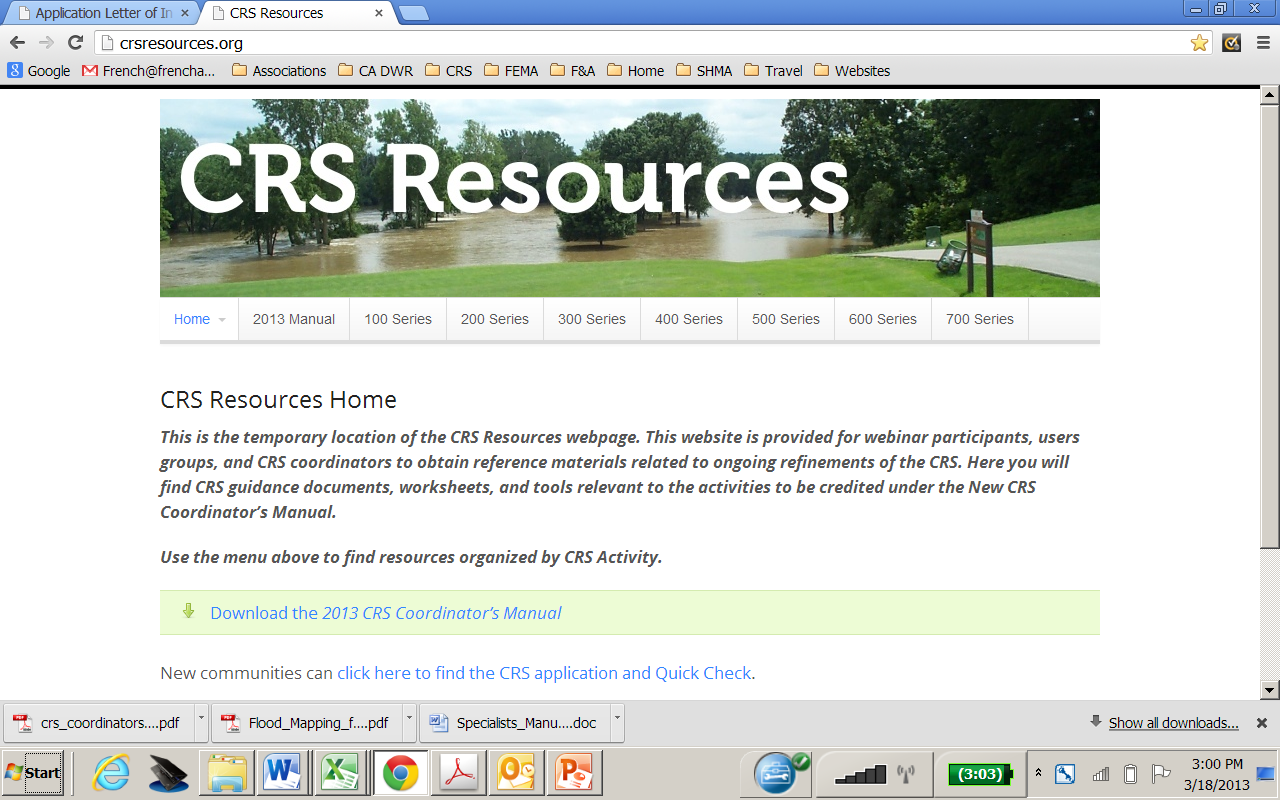 Application Letter of In
CRS Resources
crsresources.org
Google French@frencha... Associations CA DWR CRS FEMA F&A Home SHMA Travel Websites
CRS Resources
Home 2013 Manual 100 Series 200 Series 300 Series 400 Series 500 Series 600 Series 700 Series
CRS Resources Home
This is the temporary location of the CRS Resources webpage. This website is provided for webinar participants, users
groups, and CRS coordinators to obtain reference materials related to ongoing refinements of the CRS. Here you will
find CRS guidance documents, worksheets, and tools relevant to the activities to be credited under the New CRS
Coordinator's Manual.
Use the menu above to find resources organized by CRS Activity.
Download the 2013 CRS Coordinator's Manual
New communities can click here to find the CRS application and Quick Check.
crs_coordinators....pdf Flood_Mapping_f....pdf Specialists_Manu....doc Show all downloads...
Start (3:03) 3:00 PM
3/18/2013